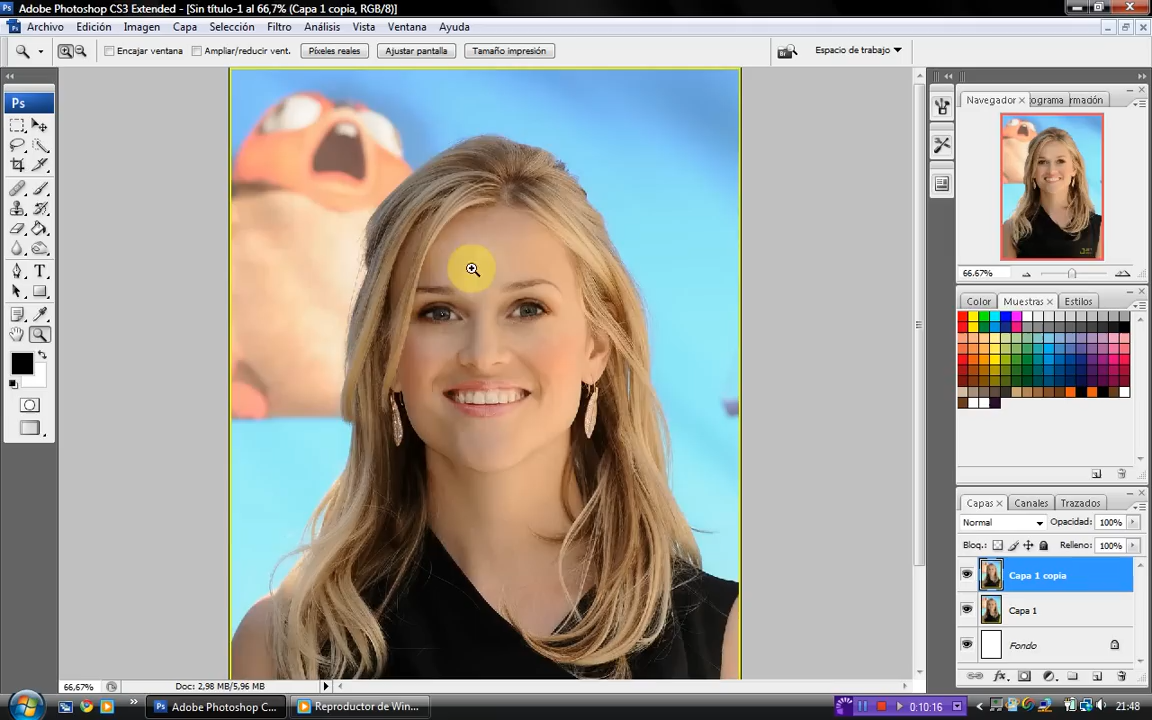 Adobe Photoshop CS3 Extended - [Sin título-1 al 66,7% (Capa 1 copia, RGB/8)]
Archivo Edición Imagen Capa Selección Filtro Análisis Vista Ventana Ayuda
Encajar ventana Ampliar/reducir vent. Píxeles reales Ajustar pantalla Tamaño impresión Espacio de trabajo
Ps
Navegador ograma rmación
66.67%
Color Muestras Estilos
Capas Canales Trazados
Normal Opacidad: 100%
Bloq.: Relleno: 100%
Capa 1 copia
Capa 1
Fondo
66,67% Doc: 2,98 MB/5,96 MB
Adobe Photoshop C... Reproductor de Win... 0:10:16 21:48